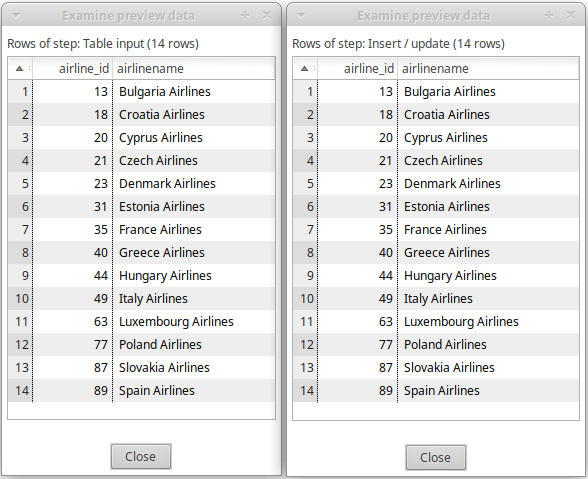 Examine preview data
Rows of step: Table input (14 rows)
airline_id airlinename
1 13 Bulgaria Airlines
2 18 Croatia Airlines
3 20 Cyprus Airlines
4 21 Czech Airlines
5 23 Denmark Airlines
6 31 Estonia Airlines
7 35 France Airlines
8 40 Greece Airlines
9 44 Hungary Airlines
10 49 Italy Airlines
11 63 Luxembourg Airlines
12 77 Poland Airlines
13 87 Slovakia Airlines
14 89 Spain Airlines
Close
Examine preview data
Rows of step: Insert / update (14 rows)
airline_id airlinename
1 13 Bulgaria Airlines
2 18 Croatia Airlines
3 20 Cyprus Airlines
4 21 Czech Airlines
5 23 Denmark Airlines
6 31 Estonia Airlines
7 35 France Airlines
8 40 Greece Airlines
9 44 Hungary Airlines
10 49 Italy Airlines
11 63 Luxembourg Airlines
12 77 Poland Airlines
13 87 Slovakia Airlines
14 89 Spain Airlines
Close